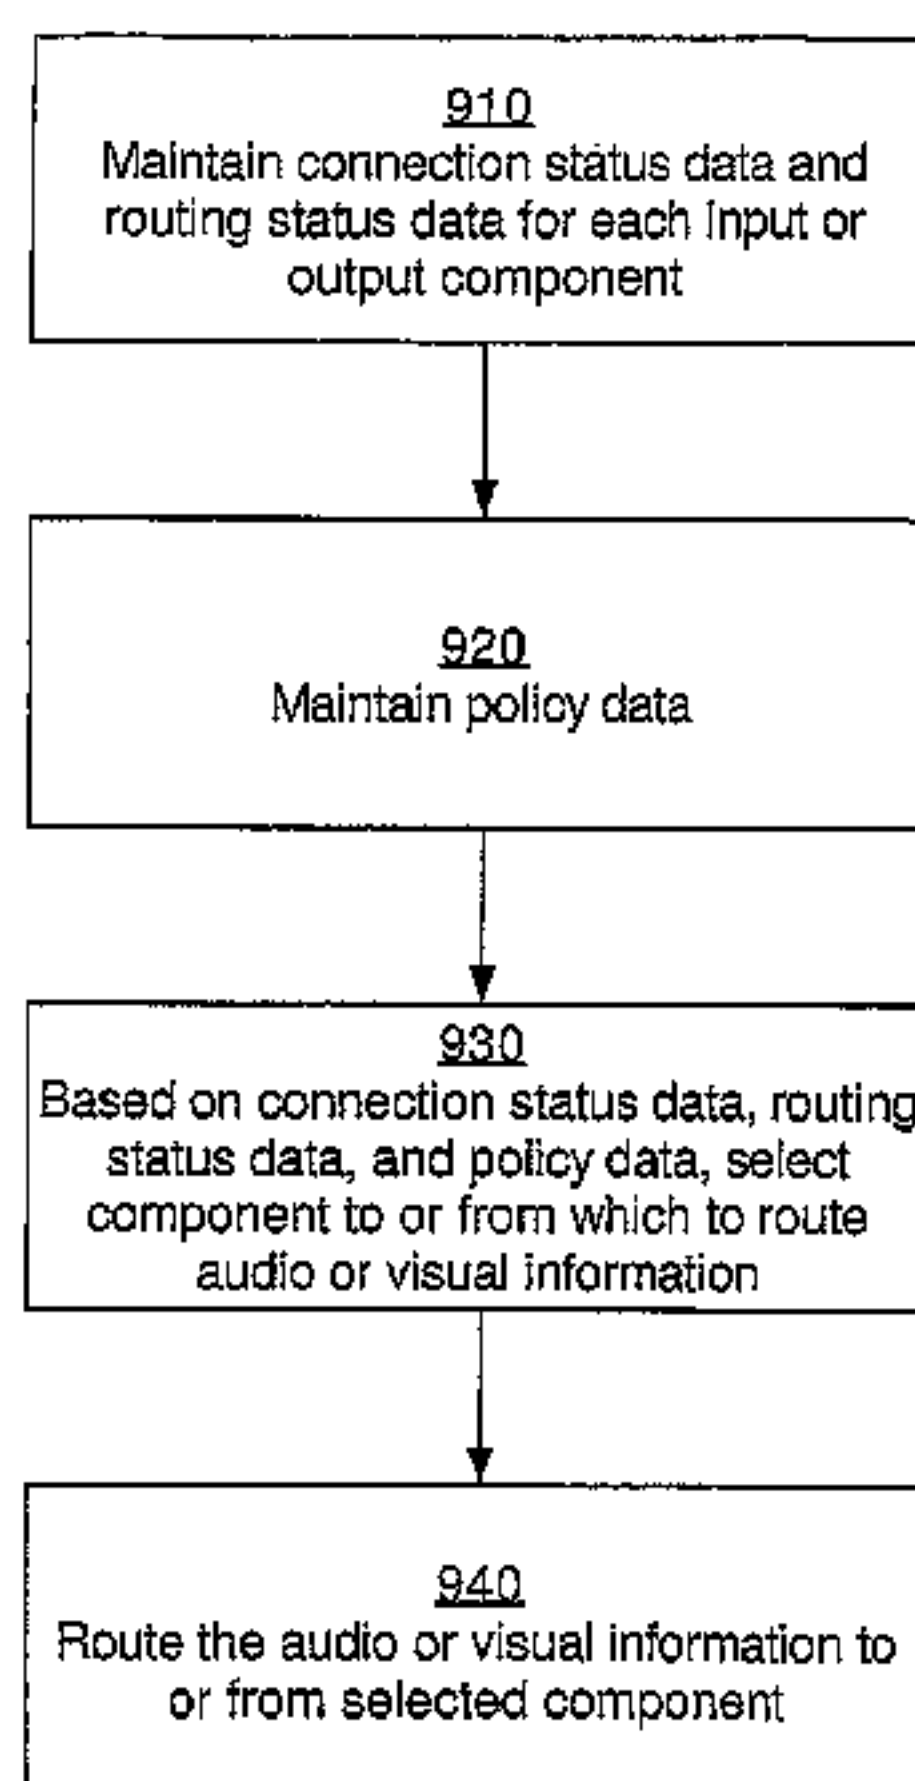 910
Maintain connection status data and
routing status data for each input or
output component
920
Maintain policy data
930
Based on connection status data, routing
status data, and policy data, select
component to or from which to route
audio or visual information
940
Route the audio or visual information to
or from selected component